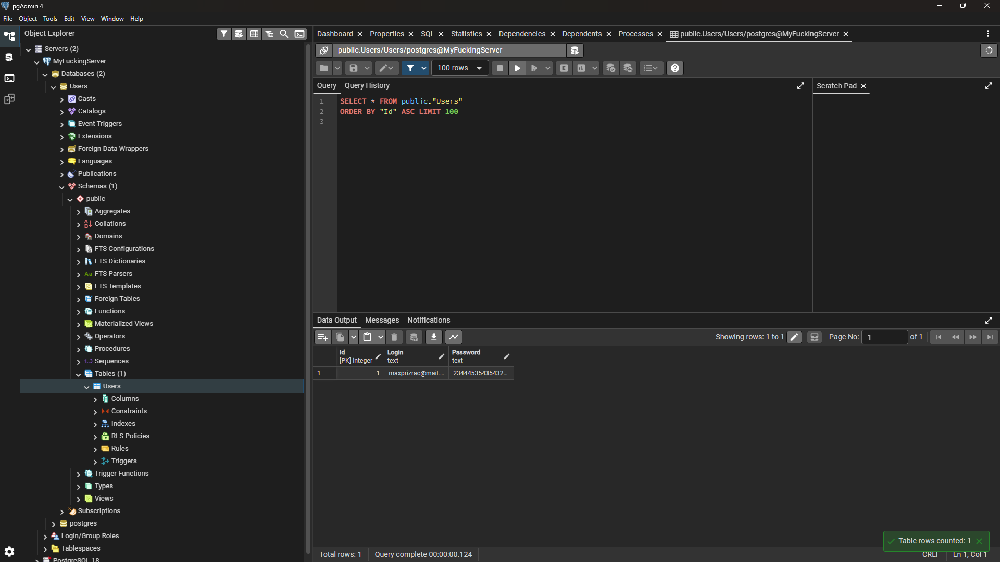 pgAdmin 4
File Object Tools Edit View Window Help
Object Explorer
Servers (2)
MyFuckingServer
Databases (2)
Users
Casts
Catalogs
Event Triggers
Extensions
Foreign Data Wrappers
Languages
Publications
Schemas (1)
public
Aggregates
Collations
Domains
FTS Configurations
FTS Dictionaries
FTS Parsers
FTS Templates
Foreign Tables
Functions
Materialized Views
Operators
Procedures
1..3 Sequences
Tables (1)
Users
Columns
Constraints
Indexes
RLS Policies
Rules
Triggers
Trigger Functions
Types
Views
Subscriptions
postgres
Login/Group Roles
Tablespaces
PostgreSQL 18
Dashboard Properties SQL Statistics Dependencies Dependents Processes public.Users/Users/postgres@MyFuckingServer
public.Users/Users/postgres@MyFuckingServer
100 rows
Query Query History
Scratch Pad
1 SELECT * FROM public."Users"
2 ORDER BY "Id" ASC LIMIT 100
3
Data Output Messages Notifications
Showing rows: 1 to 1 Page No: 1 of 1
Id Login Password
[PK] integer text text
1 1 maxprizrac@mail.... 23444535435432...
Table rows counted: 1
Total rows: 1 Query complete 00:00:00.124 CRLF Ln 1, Col 1